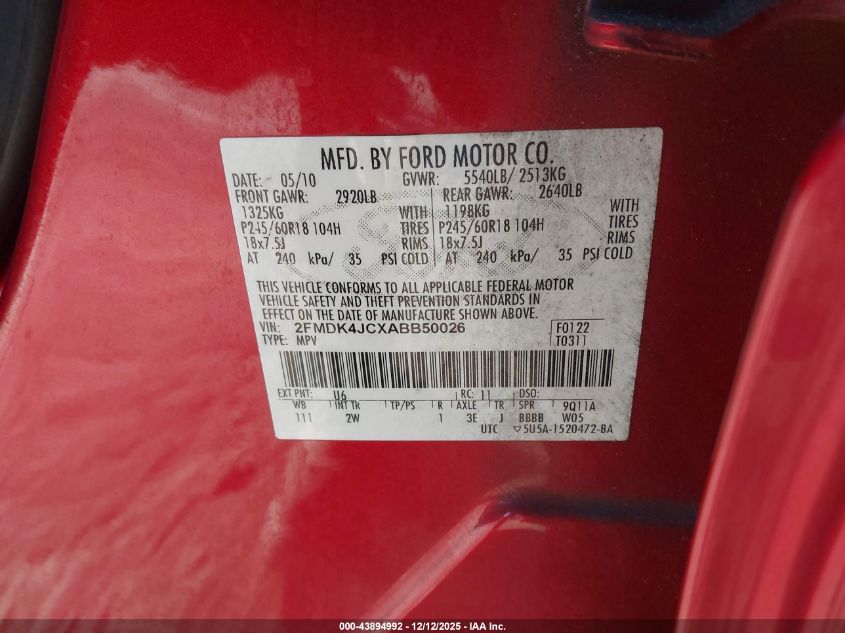 MFD. BY FORD MOTOR CO.
DATE: 05/10 GVWR: 5540LB/ 2513KG
FRONT GAWR: 2920LB REAR GAWR: 2640LB
1325KG WITH 1198KG WITH
P245/60R18 104H TIRES P245/60R18 104H TIRES
18x7.5J RIMS 18x7.5J RIMS
AT 240 kPa/ 35 PSI COLD AT 240 kPa/ 35 PSI COLD
THIS VEHICLE CONFORMS TO ALL APPLICABLE FEDERAL MOTOR
VEHICLE SAFETY AND THEFT PREVENTION STANDARDS IN
EFFECT ON THE DATE OF MANUFACTURE SHOWN ABOVE.
VIN: 2FMDK4JCXABB50026 F0122
TYPE: MPV T0311
EXT PNT: U6 RC: 11 DSO:
WB INT TR TP/PS R AXLE TR SPR 9Q11A
111 2W 1 3E J BBBB W05
UTC ▽5U5A-1520472-BA
000-43894992 - 12/12/2025 - IAA Inc.